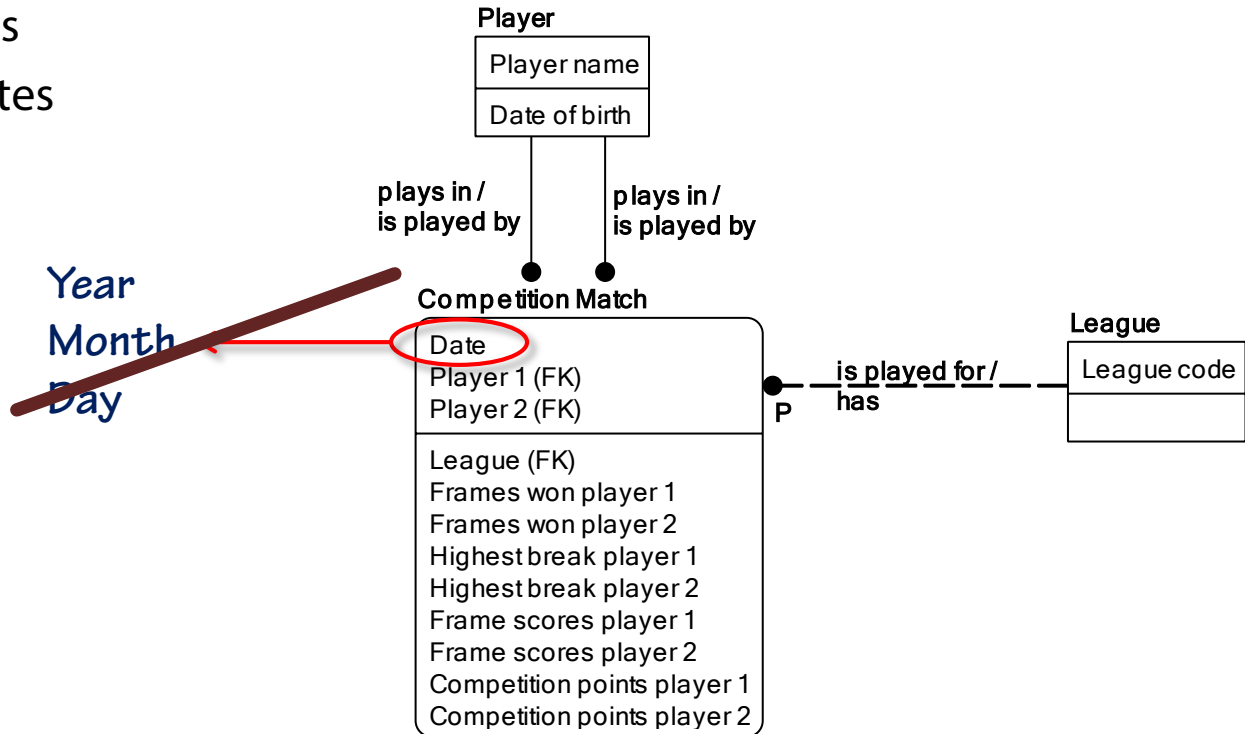 s
tes
Player
Player name
Date of birth
plays in /
is played by
plays in /
is played by
Year
Month
Day
Competition Match
Date
Player 1 (FK)
Player 2 (FK)
League (FK)
Frames won player 1
Frames won player 2
Highest break player 1
Highest break player 2
Frame scores player 1
Frame scores player 2
Competition points player 1
Competition points player 2
P
is played for /
has
League
League code